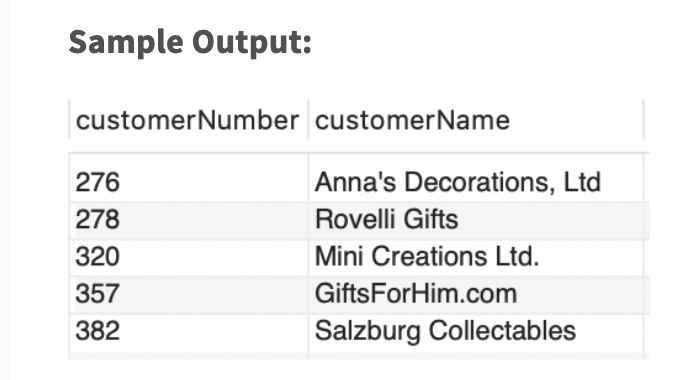 Sample Output:
customerNumber customerName
276 Anna's Decorations, Ltd
278 Rovelli Gifts
320 Mini Creations Ltd.
357 GiftsForHim.com
382 Salzburg Collectables